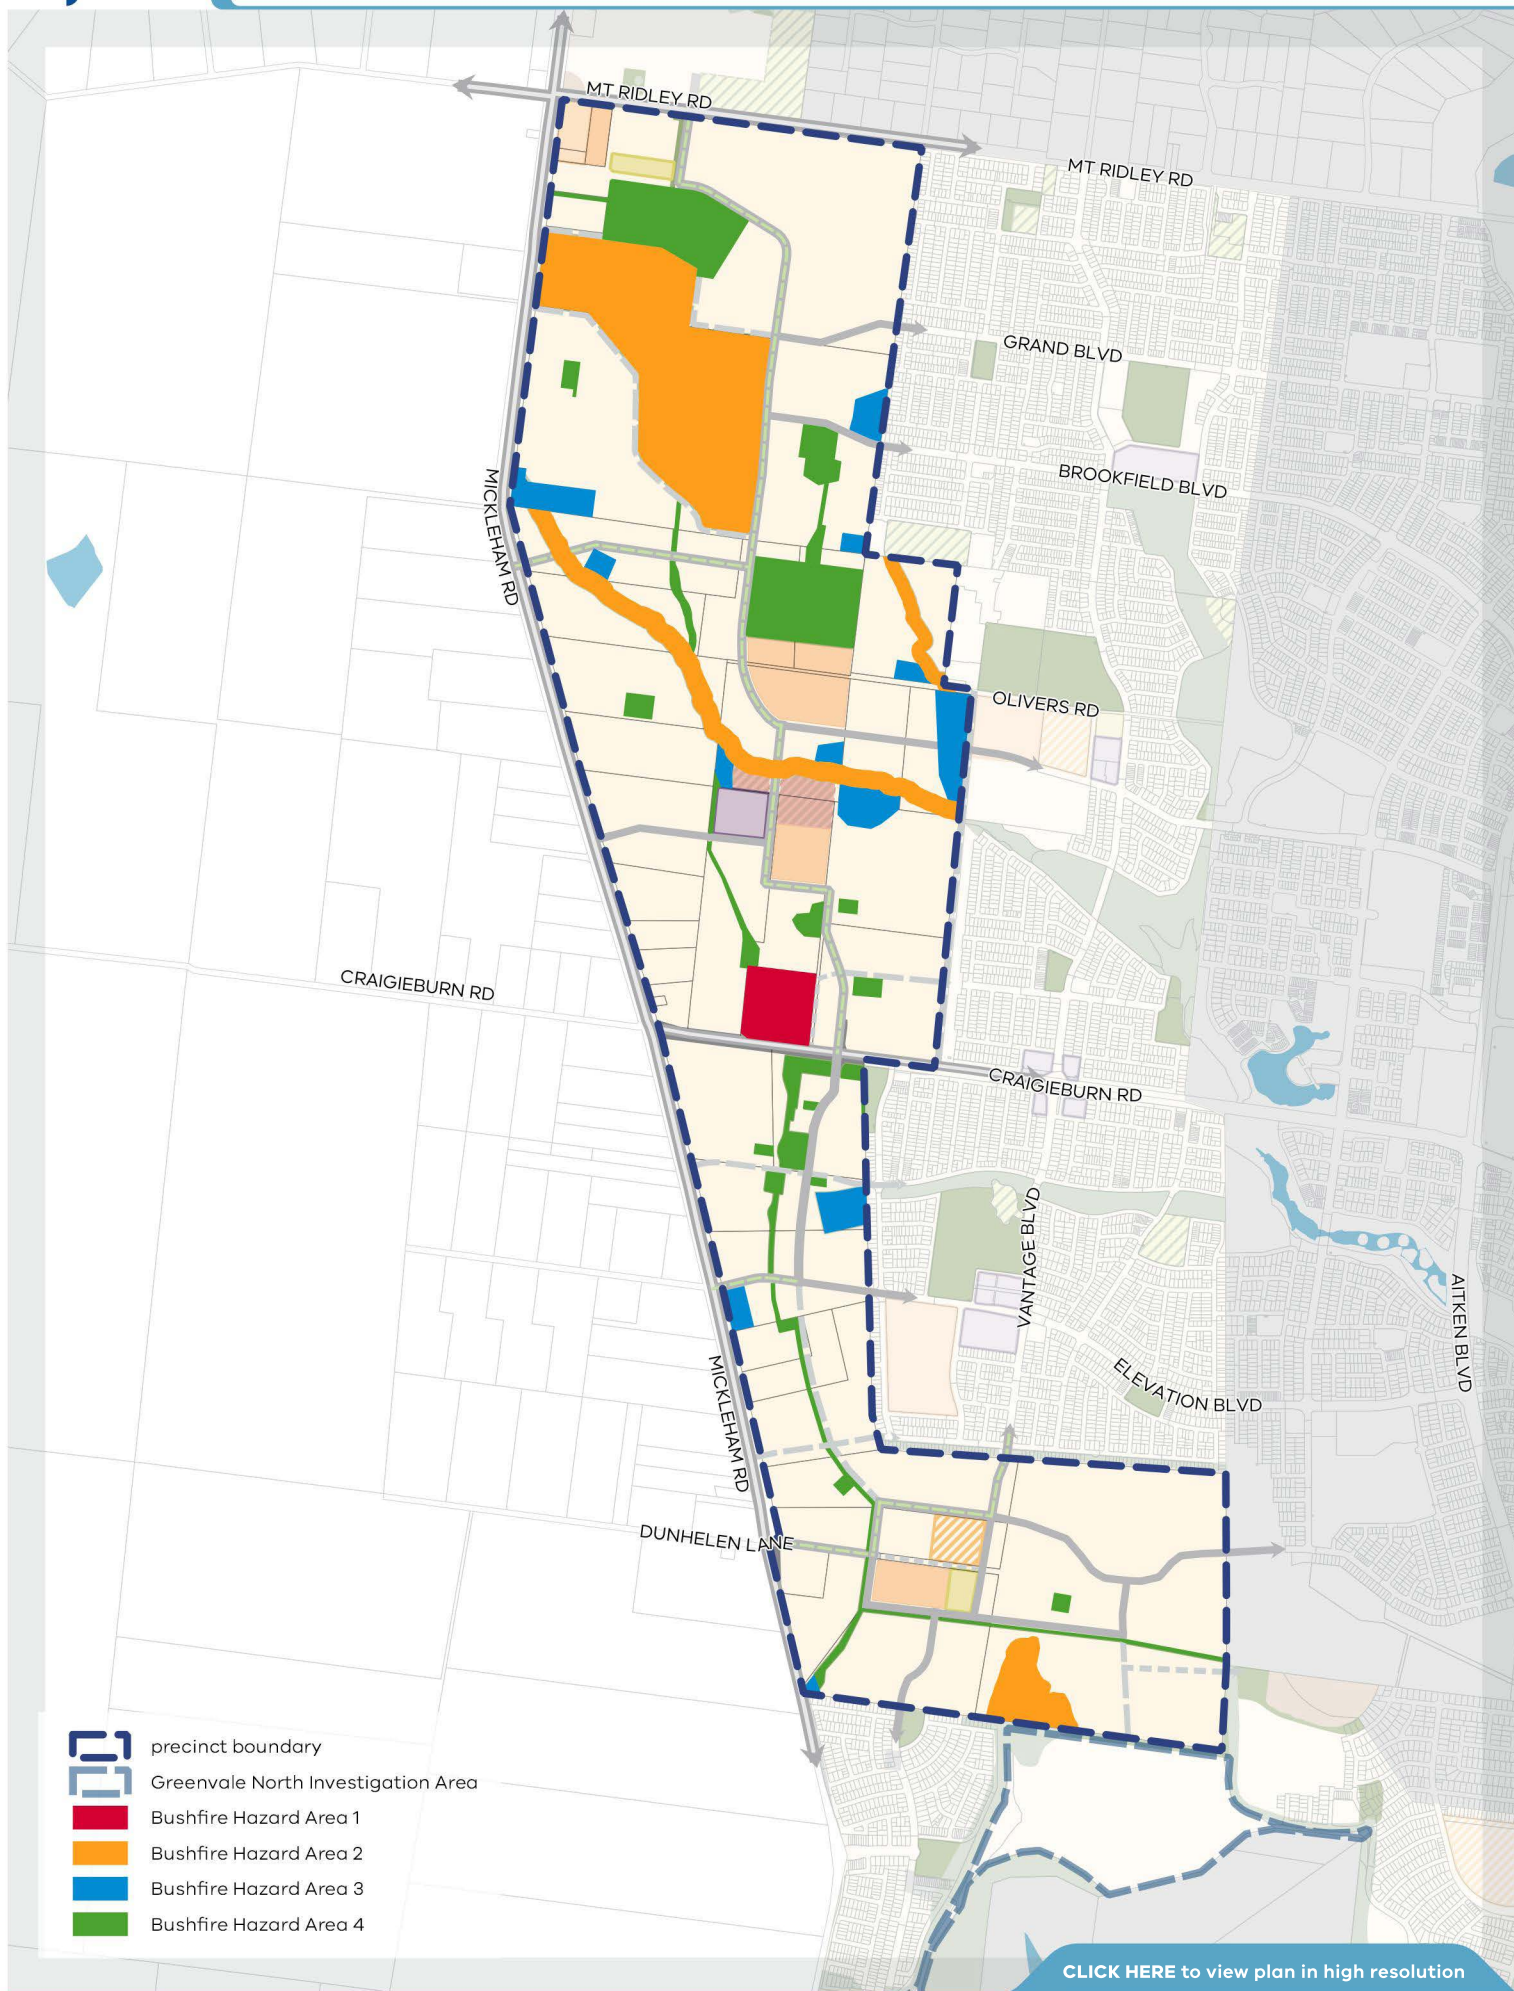 MT RIDLEY RD
MT RIDLEY RD
GRAND BLVD
BROOKFIELD BLVD
MICKLEHAM RD
OLIVERS RD
CRAIGIEBURN RD
CRAIGIEBURN RD
VANTAGE BLVD
AITKEN BLVD
ELEVATION BLVD
MICKLEHAM RD
DUNHELEN LANE
precinct boundary
Greenvale North Investigation Area
Bushfire Hazard Area 1
Bushfire Hazard Area 2
Bushfire Hazard Area 3
Bushfire Hazard Area 4
CLICK HERE to view plan in high resolution